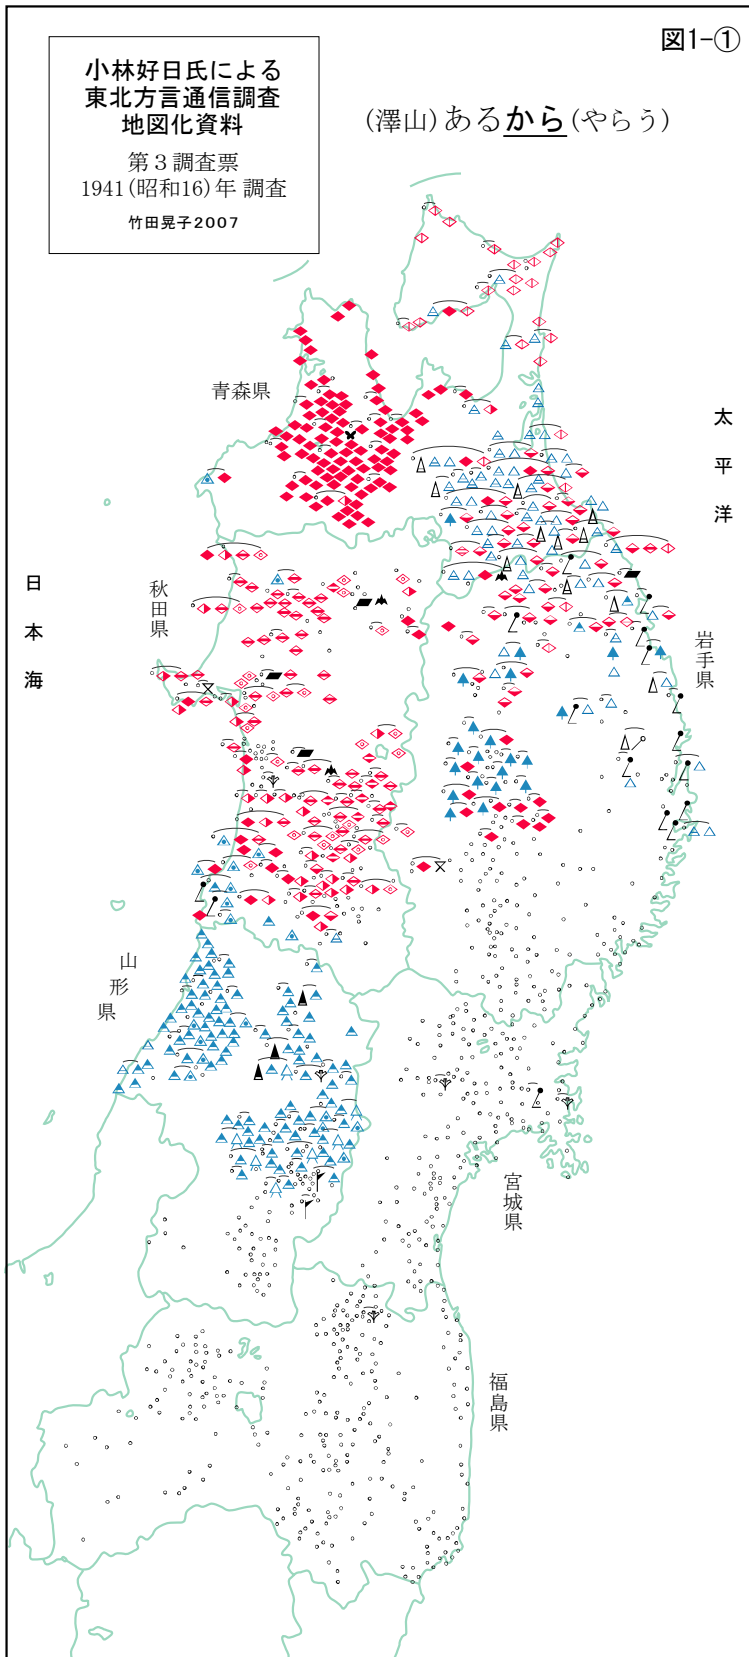 図1-①
小林好日氏による
東北方言通信調査
地図化資料
第3調査票
1941(昭和16)年 調査
竹田晃子2007
(澤山)あるから(やらう)
青森県
太平洋
日本海
秋田県
岩手県
山形県
宮城県
福島県